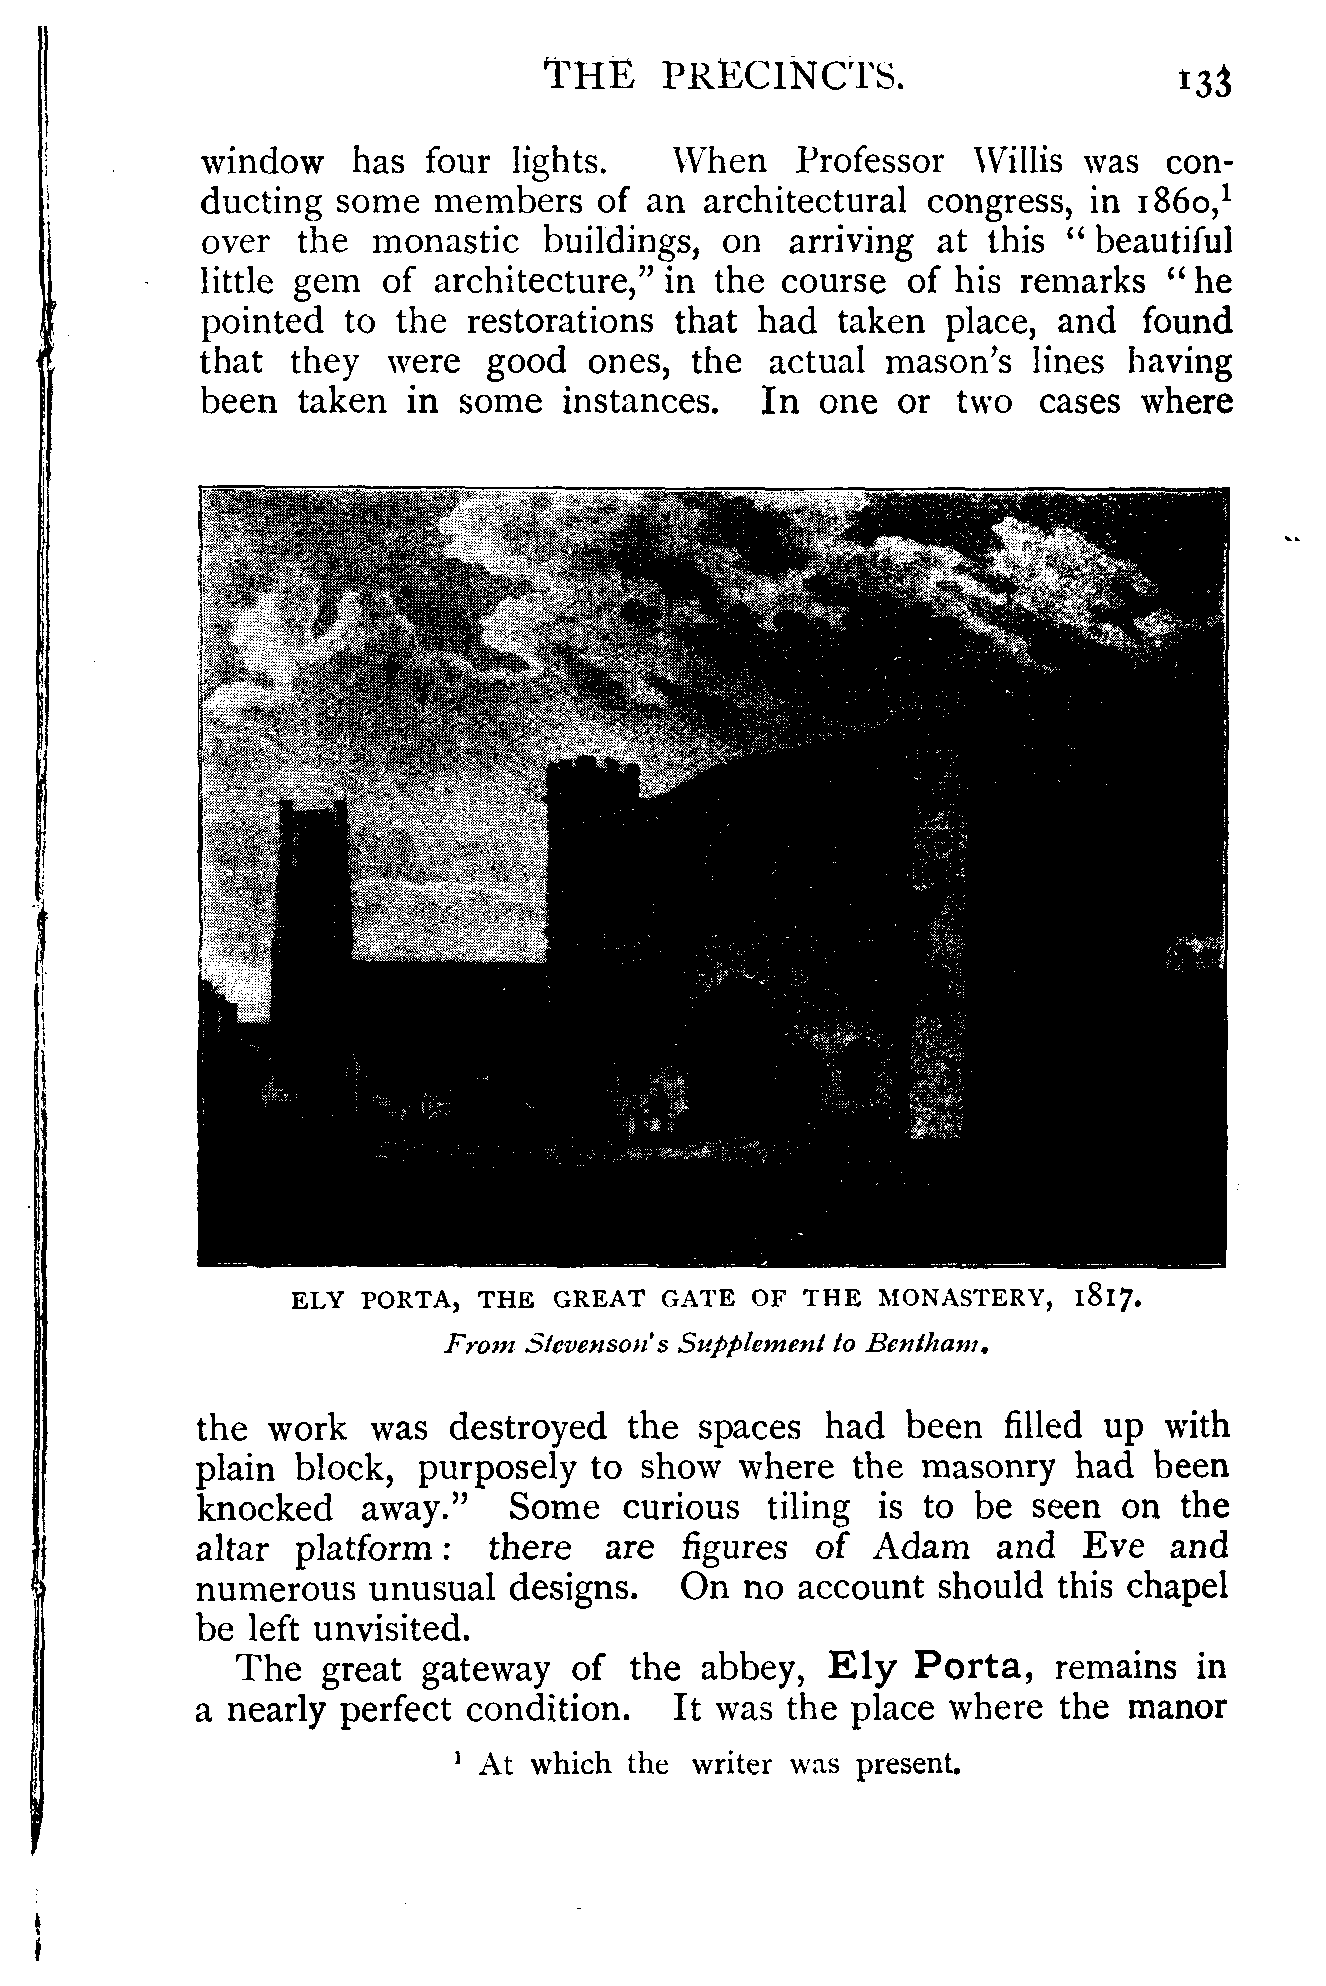 THE PRECINCTS. 133
window has four lights. When Professor Willis was con-
ducting some members of an architectural congress, in 1860,¹
over the monastic buildings, on arriving at this “ beautiful
little gem of architecture,” in the course of his remarks “ he
pointed to the restorations that had taken place, and found
that they were good ones, the actual mason’s lines having
been taken in some instances. In one or two cases where
ELY PORTA, THE GREAT GATE OF THE MONASTERY, 1817.
From Stevenson's Supplement to Bentham.
the work was destroyed the spaces had been filled up with
plain block, purposely to show where the masonry had been
knocked away.” Some curious tiling is to be seen on the
altar platform : there are figures of Adam and Eve and
numerous unusual designs. On no account should this chapel
be left unvisited.
The great gateway of the abbey, Ely Porta, remains in
a nearly perfect condition. It was the place where the manor
¹ At which the writer was present.